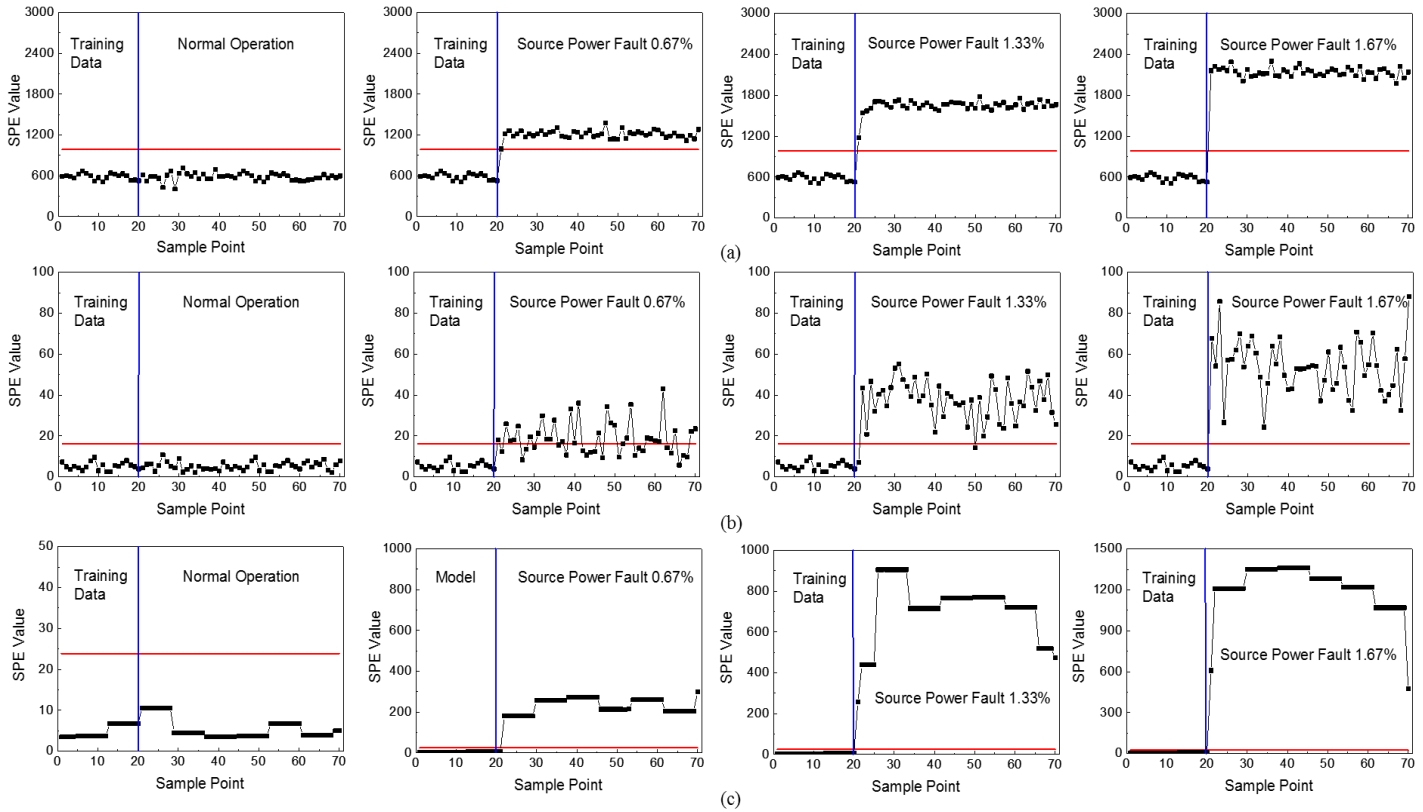 3000
2400
1800
1200
600
0
SPE Value
Training
Data
Normal Operation
0 10 20 30 40 50 60 70
Sample Point
3000
2400
1800
1200
600
0
SPE Value
Training
Data
Source Power Fault 0.67%
0 10 20 30 40 50 60 70
Sample Point
3000
2400
1800
1200
600
0
SPE Value
Training
Data
Source Power Fault 1.33%
0 10 20 30 40 50 60 70
Sample Point
3000
2400
1800
1200
600
0
SPE Value
Training
Data
Source Power Fault 1.67%
0 10 20 30 40 50 60 70
Sample Point
(a)
100
80
60
40
20
0
SPE Value
Training
Data
Normal Operation
0 10 20 30 40 50 60 70
Sample Point
100
80
60
40
20
0
SPE Value
Training
Data
Source Power Fault 0.67%
0 10 20 30 40 50 60 70
Sample Point
100
80
60
40
20
0
SPE Value
Training
Data
Source Power Fault 1.33%
0 10 20 30 40 50 60 70
Sample Point
100
80
60
40
20
0
SPE Value
Training
Data
Source Power Fault 1.67%
0 10 20 30 40 50 60 70
Sample Point
(b)
50
40
30
20
10
0
SPE Value
Training
Data
Normal Operation
0 10 20 30 40 50 60 70
Sample Point
1000
800
600
400
200
0
SPE Value
Model
Source Power Fault 0.67%
0 10 20 30 40 50 60 70
Sample Point
1000
800
600
400
200
0
SPE Value
Training
Data
Source Power Fault 1.33%
0 10 20 30 40 50 60 70
Sample Point
1500
1200
900
600
300
0
SPE Value
Training
Data
Source Power Fault 1.67%
0 10 20 30 40 50 60 70
Sample Point
(c)